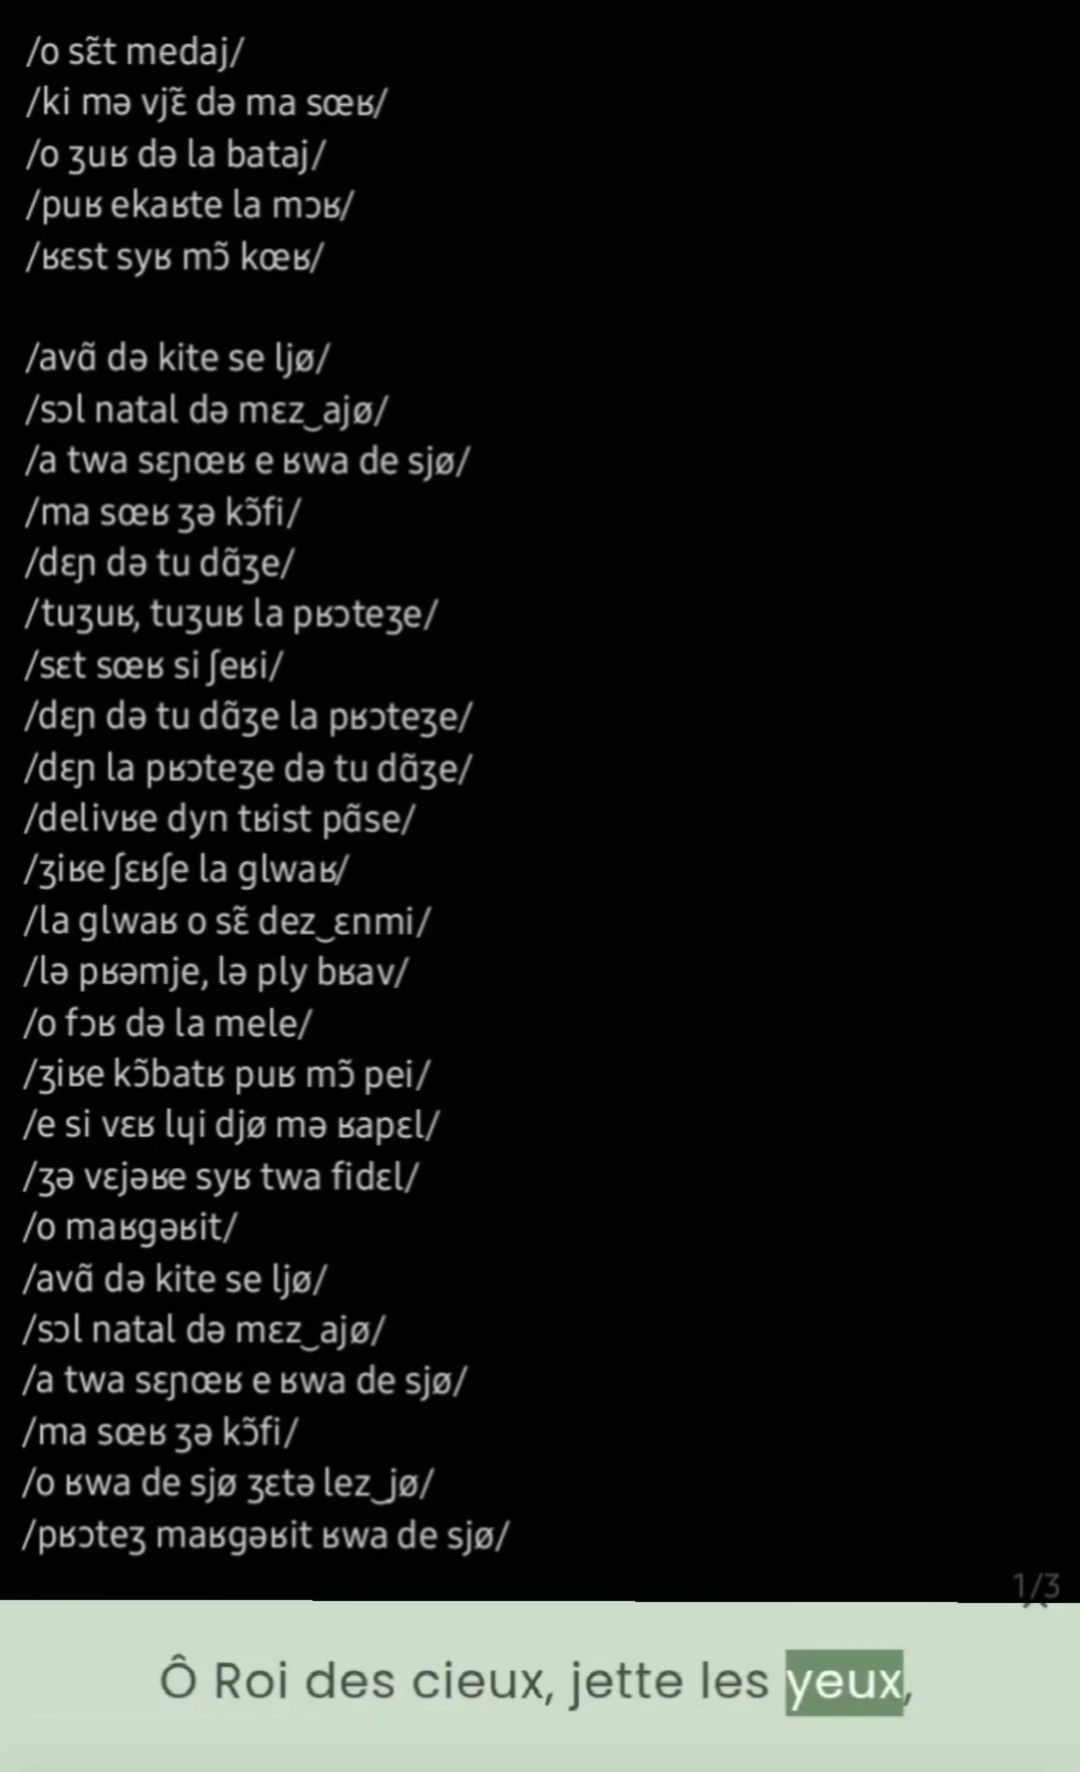 /o sɛ̃t medaj/
/ki mə vjɛ̃ də ma sœʁ/
/o ʒuʁ də la bataj/
/puʁ ekaʁte la mɔʁ/
/ʁɛst syʁ mɔ̃ kœʁ/
/avɑ̃ də kite se ljø/
/sɔl natal də mɛz‿ajø/
/a twa sɛɲœʁ e ʁwa de sjø/
/ma sœʁ ʒə kɔ̃fi/
/dɛɲ də tu dɑ̃ʒe/
/tuʒuʁ, tuʒuʁ la pʁɔteʒe/
/sɛt sœʁ si ʃeʁi/
/dɛɲ də tu dɑ̃ʒe la pʁɔteʒe/
/dɛɲ la pʁɔteʒe də tu dɑ̃ʒe/
/delivʁe dyn tʁist pɑ̃se/
/ʒiʁe ʃɛʁʃe la glwaʁ/
/la glwaʁ o sɛ̃ dez‿ɛnmi/
/lə pʁəmje, lə ply bʁav/
/o fɔʁ də la mele/
/ʒiʁe kɔ̃batʁ puʁ mɔ̃ pei/
/e si vɛʁ lɥi djø mə ʁapɛl/
/ʒə vɛjəʁe syʁ twa fidɛl/
/o maʁgəʁit/
/avɑ̃ də kite se ljø/
/sɔl natal də mɛz‿ajø/
/a twa sɛɲœʁ e ʁwa de sjø/
/ma sœʁ ʒə kɔ̃fi/
/o ʁwa de sjø ʒɛtə lez‿jø/
/pʁɔteʒ maʁgəʁit ʁwa de sjø/
1/3
Ô Roi des cieux, jette les yeux,